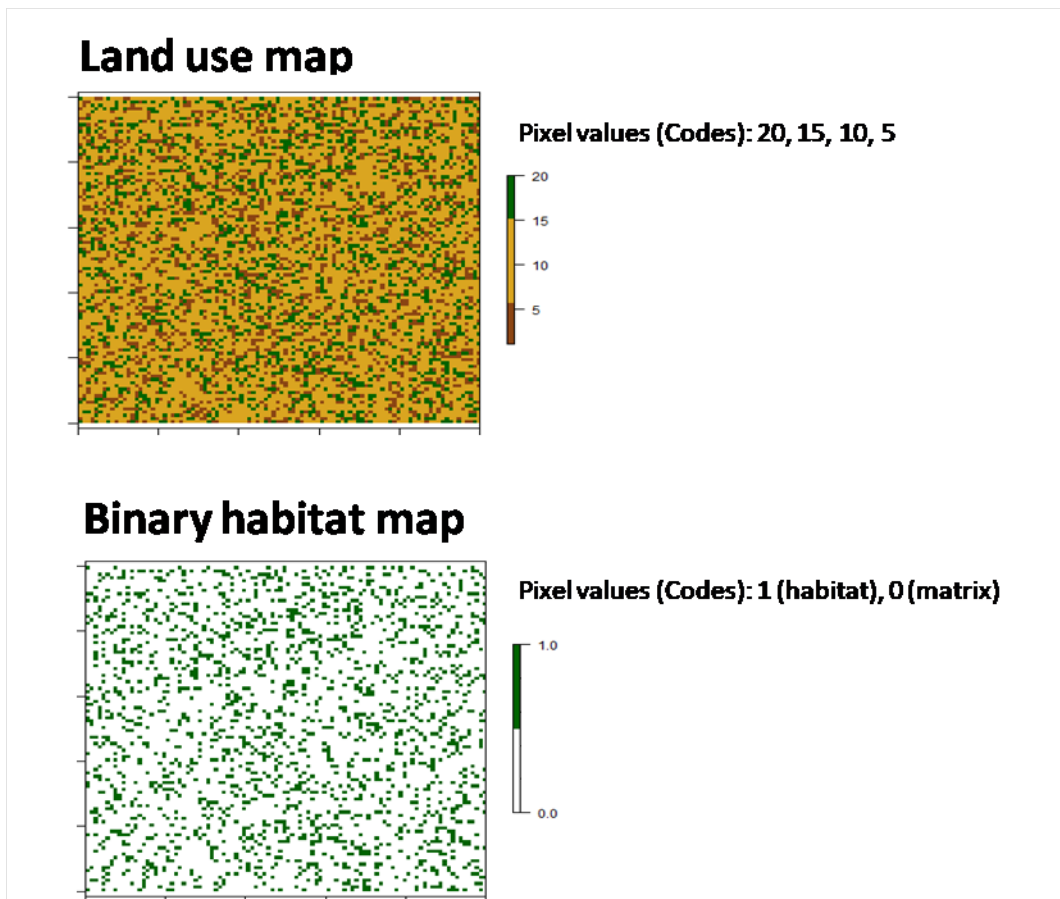 Land use map
Pixel values (Codes): 20, 15, 10, 5
20
15
10
5
Binary habitat map
Pixel values (Codes): 1 (habitat), 0 (matrix)
1.0
0.0